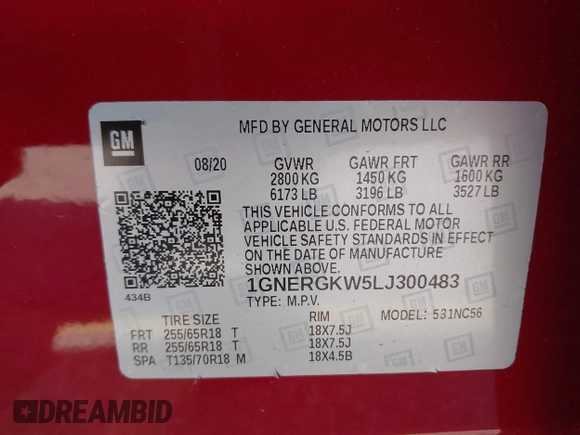 GM
MFD BY GENERAL MOTORS LLC
08/20 GVWR GAWR FRT GAWR RR
2800 KG 1450 KG 1600 KG
6173 LB 3196 LB 3527 LB
THIS VEHICLE CONFORMS TO ALL
APPLICABLE U.S. FEDERAL MOTOR
VEHICLE SAFETY STANDARDS IN EFFECT
ON THE DATE OF MANUFACTURE
SHOWN ABOVE.
434B
1GNERGKW5LJ300483
TYPE: M.P.V.
TIRE SIZE RIM MODEL: 531NC56
FRT 255/65R18 T 18X7.5J
RR 255/65R18 T 18X7.5J
SPA T135/70R18 M 18X4.5B
DREAMBID